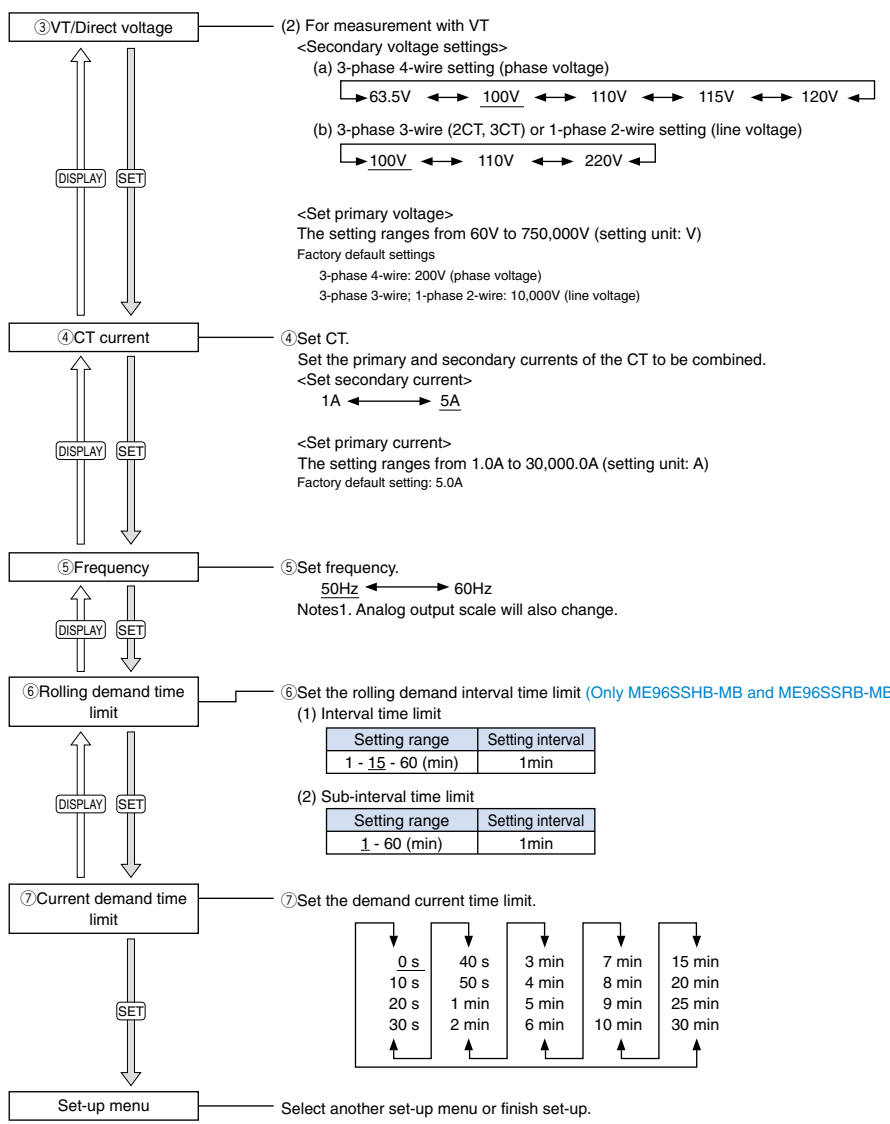 ③VT/Direct voltage
(2) For measurement with VT
<Secondary voltage settings>
(a) 3-phase 4-wire setting (phase voltage)
63.5V 100V 110V 115V 120V
(b) 3-phase 3-wire (2CT, 3CT) or 1-phase 2-wire setting (line voltage)
100V 110V 220V
DISPLAY SET
<Set primary voltage>
The setting ranges from 60V to 750,000V (setting unit: V)
Factory default settings
3-phase 4-wire: 200V (phase voltage)
3-phase 3-wire; 1-phase 2-wire: 10,000V (line voltage)
④CT current
④Set CT.
Set the primary and secondary currents of the CT to be combined.
<Set secondary current>
1A 5A
DISPLAY SET
<Set primary current>
The setting ranges from 1.0A to 30,000.0A (setting unit: A)
Factory default setting: 5.0A
⑤Frequency
⑤Set frequency.
50Hz 60Hz
Notes1. Analog output scale will also change.
DISPLAY SET
⑥Rolling demand time
limit
⑥Set the rolling demand interval time limit (Only ME96SSHB-MB and ME96SSRB-MB
(1) Interval time limit
Setting range Setting interval
1 - 15 - 60 (min) 1min
DISPLAY SET
(2) Sub-interval time limit
Setting range Setting interval
1 - 60 (min) 1min
⑦Current demand time
limit
⑦Set the demand current time limit.
0 s 40 s 3 min 7 min 15 min
10 s 50 s 4 min 8 min 20 min
20 s 1 min 5 min 9 min 25 min
30 s 2 min 6 min 10 min 30 min
SET
Set-up menu
Select another set-up menu or finish set-up.